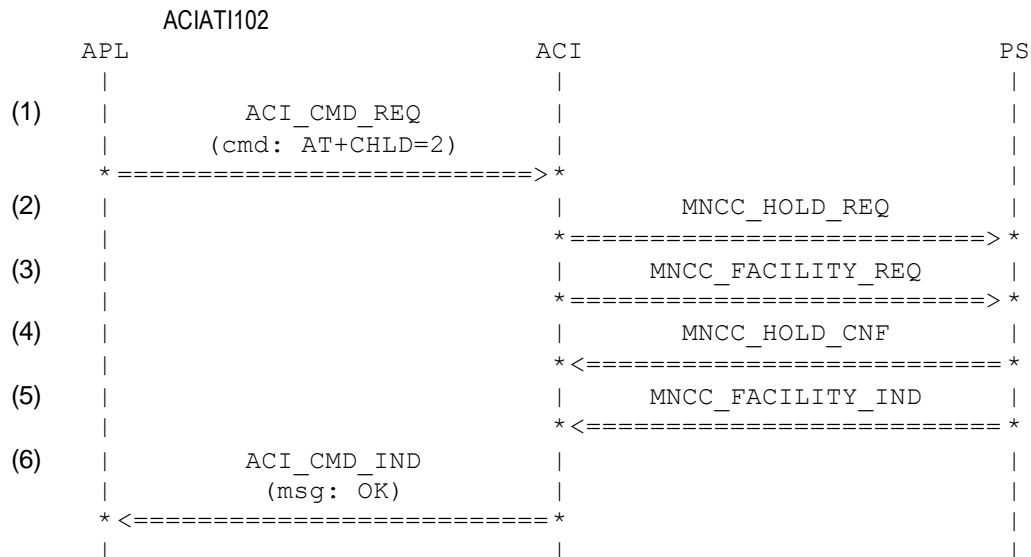 ACIATI102
APL ACI PS
| | |
(1) | ACI_CMD_REQ | |
| (cmd: AT+CHLD=2) | |
*==========================>* |
(2) | | MNCC_HOLD_REQ |
| *==========================>*
(3) | | MNCC_FACILITY_REQ |
| *==========================>*
(4) | | MNCC_HOLD_CNF |
| *<==========================*
(5) | | MNCC_FACILITY_IND |
| *<==========================*
(6) | ACI_CMD_IND | |
| (msg: OK) | |
*<==========================* |
| | |